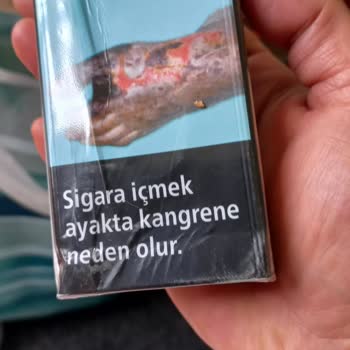 Sigara içmek
ayakta kangrene
neden olur.